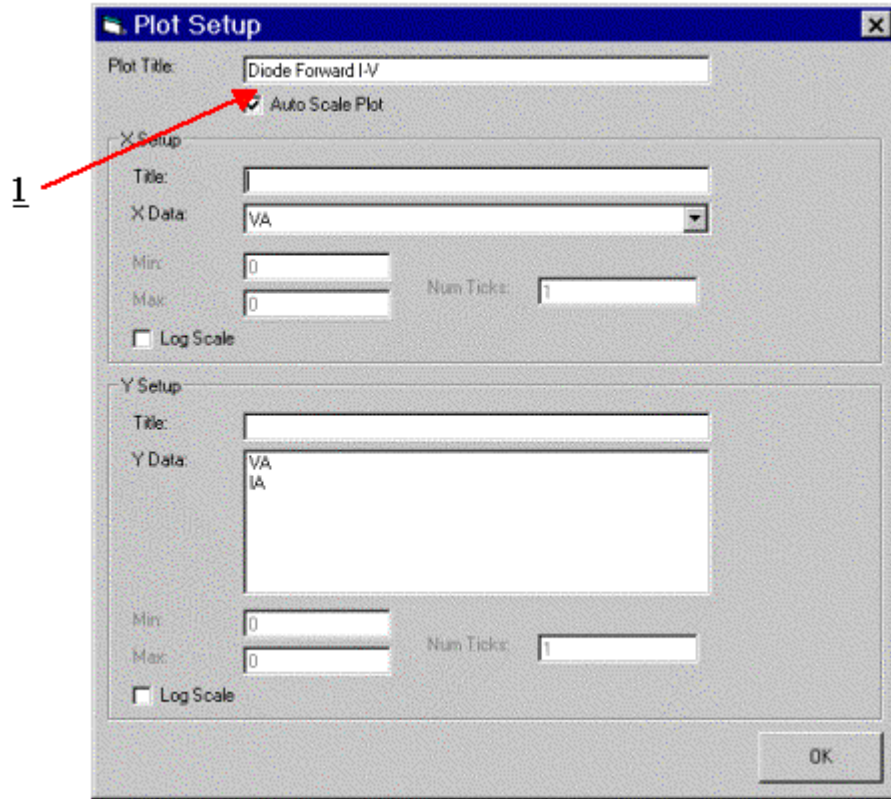 Plot Setup
Plot Title: Diode Forward I-V
Auto Scale Plot
1
X Setup
Title:
X Data: VA
Min: 0
Max: 0
Num Ticks: 1
Log Scale
Y Setup
Title:
Y Data: VA
IA
Min: 0
Max: 0
Num Ticks: 1
Log Scale
OK